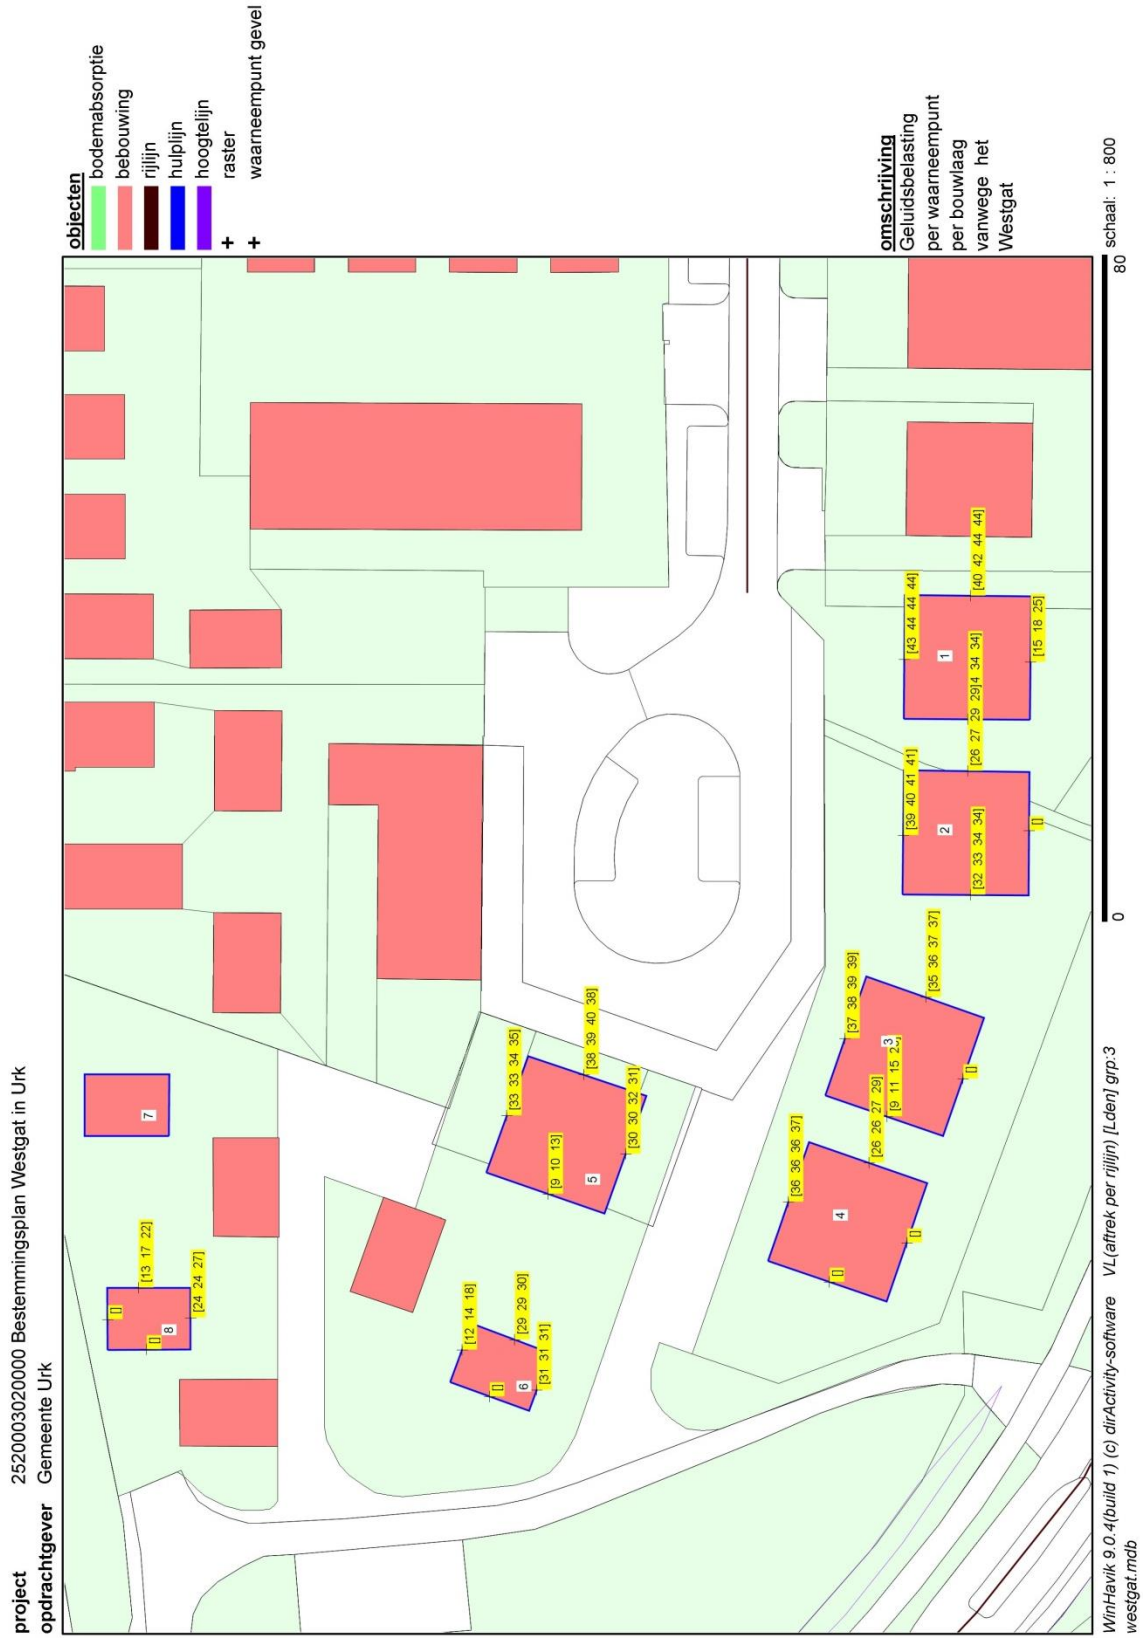 project 25200030200000 Bestemmingsplan Westgat in Urk
opdrachtgever Gemeente Urk
objecten
bodemabsorptie
bebouwing
rijlijn
hulplijn
hoogtelijn
+ raster
+ waarneempunt gevel
7
8
[]
[]
[13 17 22]
[24 24 27]
6
[]
[12 14 18]
[29 29 30]
[31 31 31]
5
[33 33 34 35]
[38 39 40 38]
[9 10 13]
[30 30 32 31]
4
[36 36 36 37]
[26 26 27 29]
[]
[]
3
[37 38 39 39]
[35 36 37 37]
[9 11 15
[]
2
[39 40 41 41]
[32 33 34 34]
[26 27 29 29]4 34 34]
[]
1
[43 44 44 44]
[40 42 44 44]
[15 18 25]
omschrijving
Geluidsbelasting
per waarneempunt
per bouwlaag
vanwege het
Westgat
0 80
schaal: 1 : 800
WinHavik 9.0.4(build 1) (c) dirActivity-software VL(aftrek per rijlijn) [Lden] grp:3
westgat.mdb